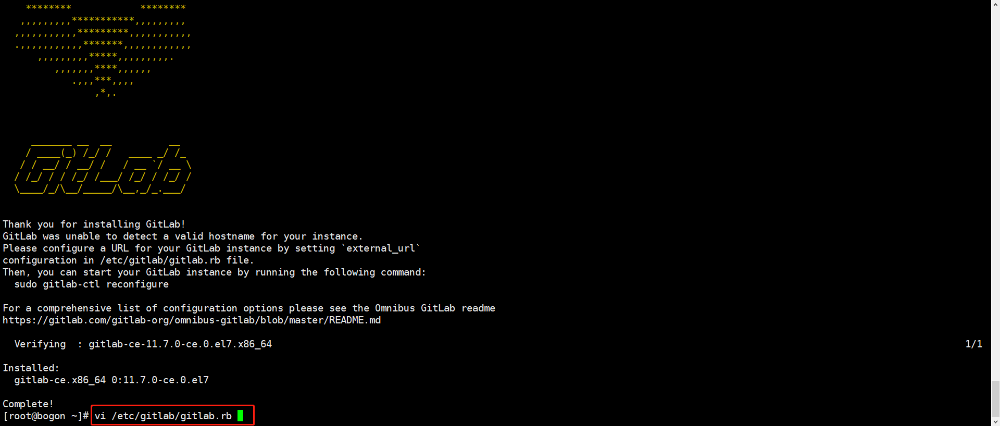 ********            ********
   ,,,,,,,,,***********,,,,,,,,,
  ,,,,,,,,,,,*********,,,,,,,,,,,
  .,,,,,,,,,,,*******,,,,,,,,,,,,
      ,,,,,,,,,*****,,,,,,,,,.
         ,,,,,,,****,,,,,,
            .,,,***,,,,
                ,*,.
     _______ __  __          __
    / ____(_) /_/ /   ____ _/ /_
   / / __/ / __/ /   / __ `/ __ \
  / /_/ / / /_/ /___/ /_/ / /_/ /
  \____/_/\__/_____/\__,_/_.___/
Thank you for installing GitLab!
GitLab was unable to detect a valid hostname for your instance.
Please configure a URL for your GitLab instance by setting `external_url`
configuration in /etc/gitlab/gitlab.rb file.
Then, you can start your GitLab instance by running the following command:
  sudo gitlab-ctl reconfigure
For a comprehensive list of configuration options please see the Omnibus GitLab readme
https://gitlab.com/gitlab-org/omnibus-gitlab/blob/master/README.md
  Verifying  : gitlab-ce-11.7.0-ce.0.el7.x86_64 1/1
Installed:
  gitlab-ce.x86_64 0:11.7.0-ce.0.el7
Complete!
[root@bogon ~]# vi /etc/gitlab/gitlab.rb